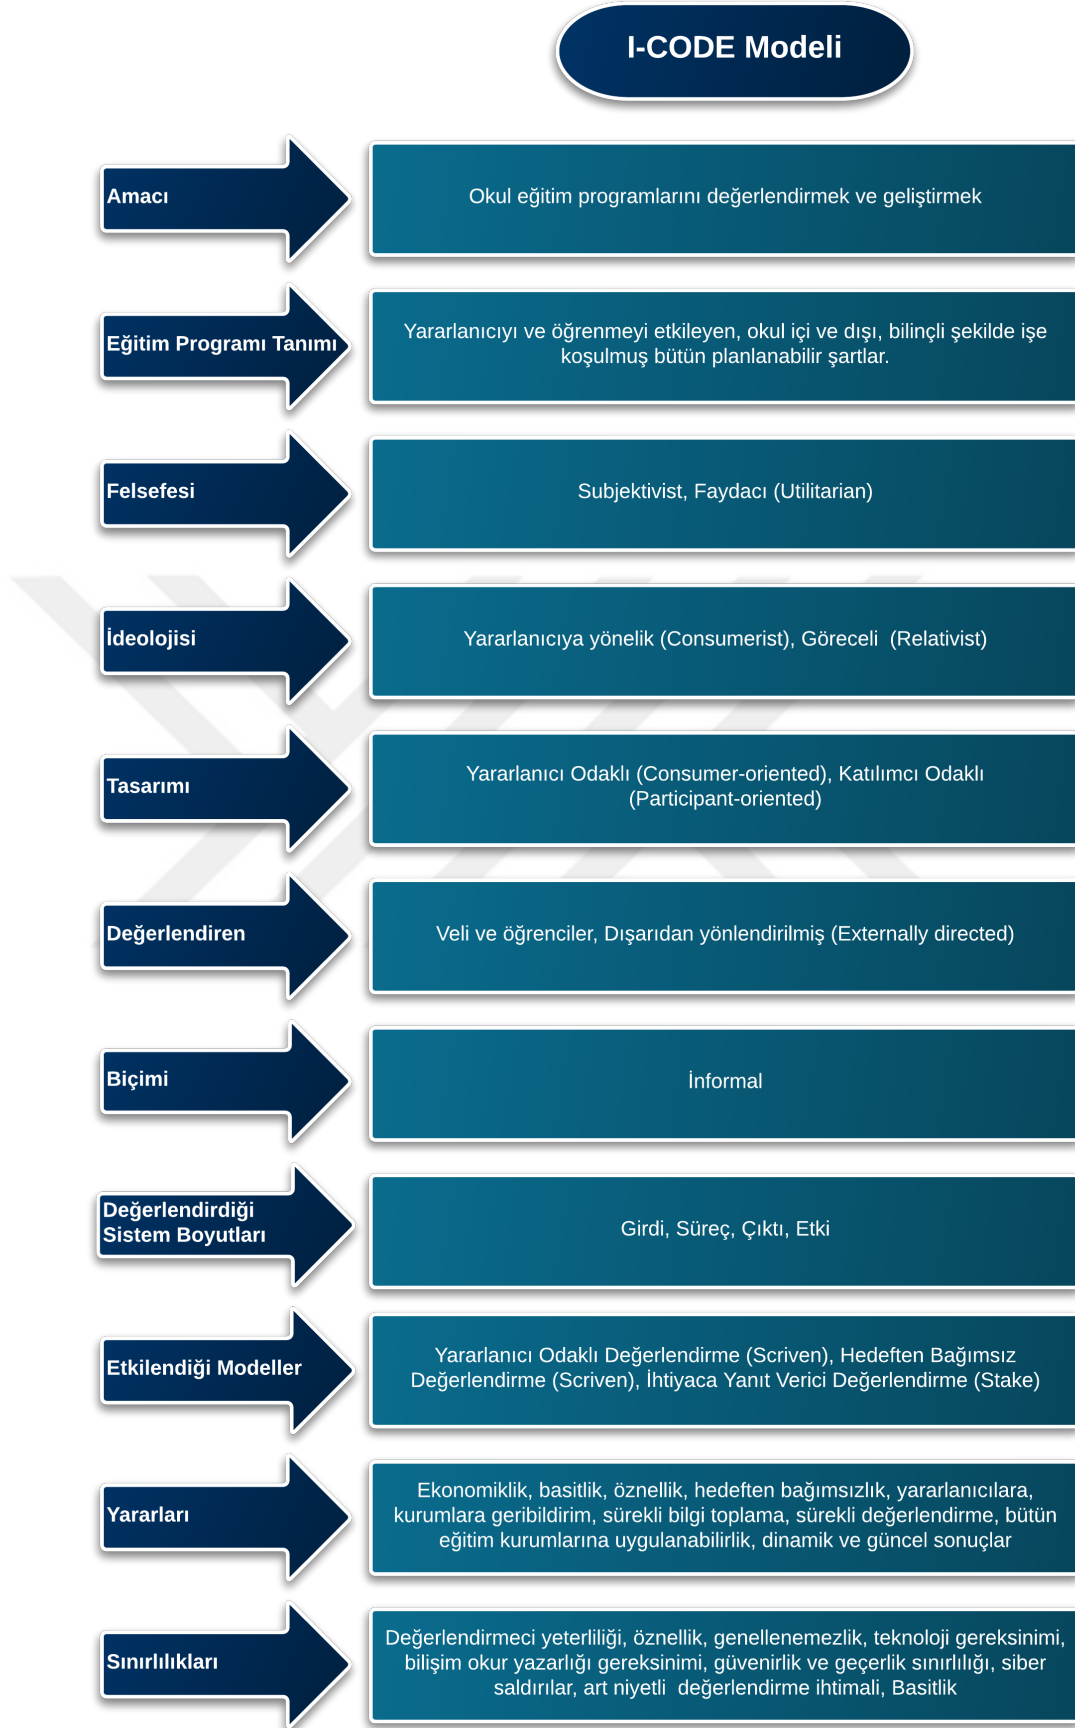 I-CODE Modeli
Amacı
Okul eğitim programlarını değerlendirmek ve geliştirmek
Eğitim Programı Tanımı
Yararlanıcıyı ve öğrenmeyi etkileyen, okul içi ve dışı, bilinçli şekilde işe
koşulmuş bütün planlanabilir şartlar.
Felsefesi
Subjektivist, Faydacı (Utilitarian)
İdeolojisi
Yararlanıcıya yönelik (Consumerist), Göreceli  (Relativist)
Tasarımı
Yararlanıcı Odaklı (Consumer-oriented), Katılımcı Odaklı
(Participant-oriented)
Değerlendiren
Veli ve öğrenciler, Dışarıdan yönlendirilmiş (Externally directed)
Biçimi
İnformal
Değerlendirdiği
Sistem Boyutları
Girdi, Süreç, Çıktı, Etki
Etkilendiği Modeller
Yararlanıcı Odaklı Değerlendirme (Scriven), Hedeften Bağımsız
Değerlendirme (Scriven), İhtiyaca Yanıt Verici Değerlendirme (Stake)
Yararları
Ekonomiklik, basitlik, öznellik, hedeften bağımsızlık, yararlanıcılara,
kurumlara geribildirim, sürekli bilgi toplama, sürekli değerlendirme, bütün
eğitim kurumlarına uygulanabilirlik, dinamik ve güncel sonuçlar
Sınırlılıkları
Değerlendirmeci yeterliliği, öznellik, genellenemezlik, teknoloji gereksinimi,
bilişim okur yazarlığı gereksinimi, güvenirlik ve geçerlik sınırlılığı, siber
saldırılar, art niyetli  değerlendirme ihtimali, Basitlik